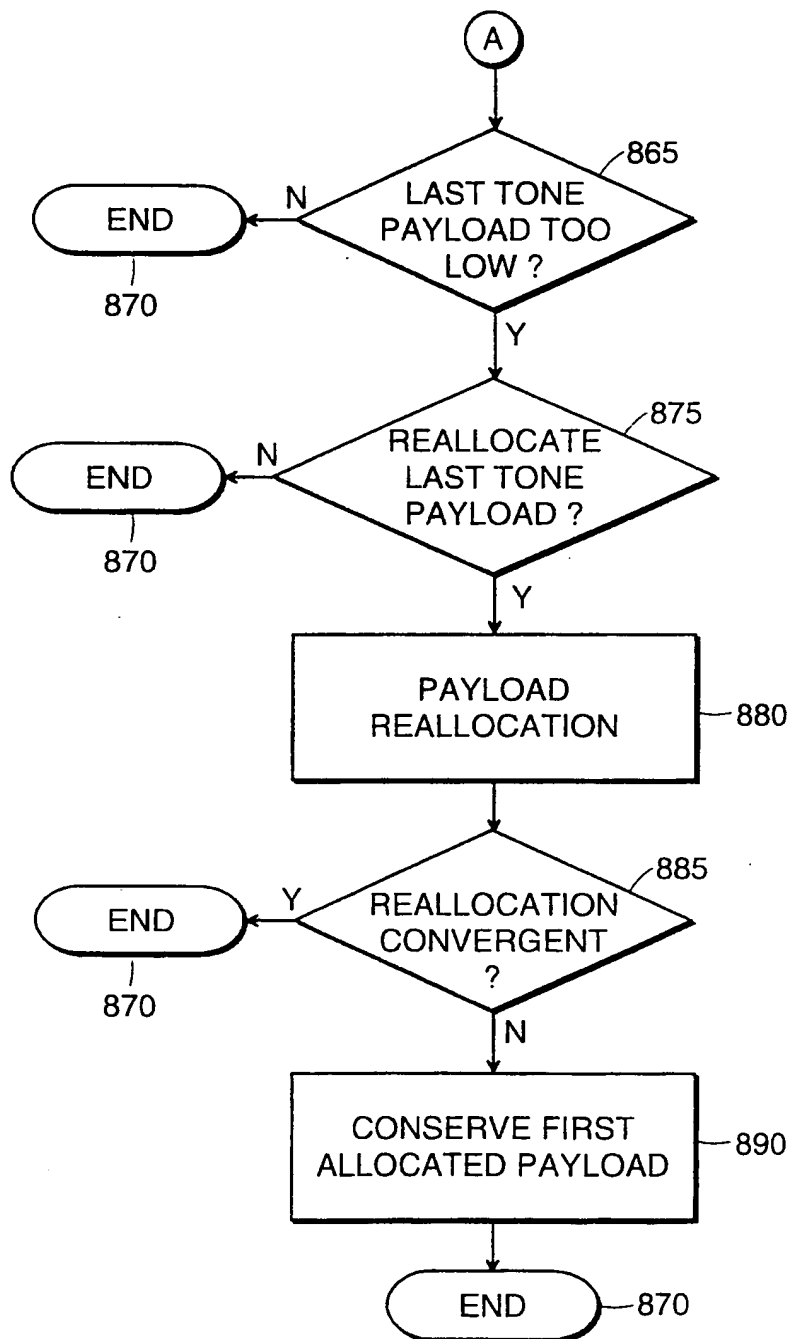 A
865
LAST TONE
PAYLOAD TOO
LOW ?
N
END
870
Y
875
REALLOCATE
LAST TONE
PAYLOAD ?
N
END
870
Y
PAYLOAD
REALLOCATION
880
885
REALLOCATION
CONVERGENT
?
Y
END
870
N
CONSERVE FIRST
ALLOCATED PAYLOAD
890
END
870